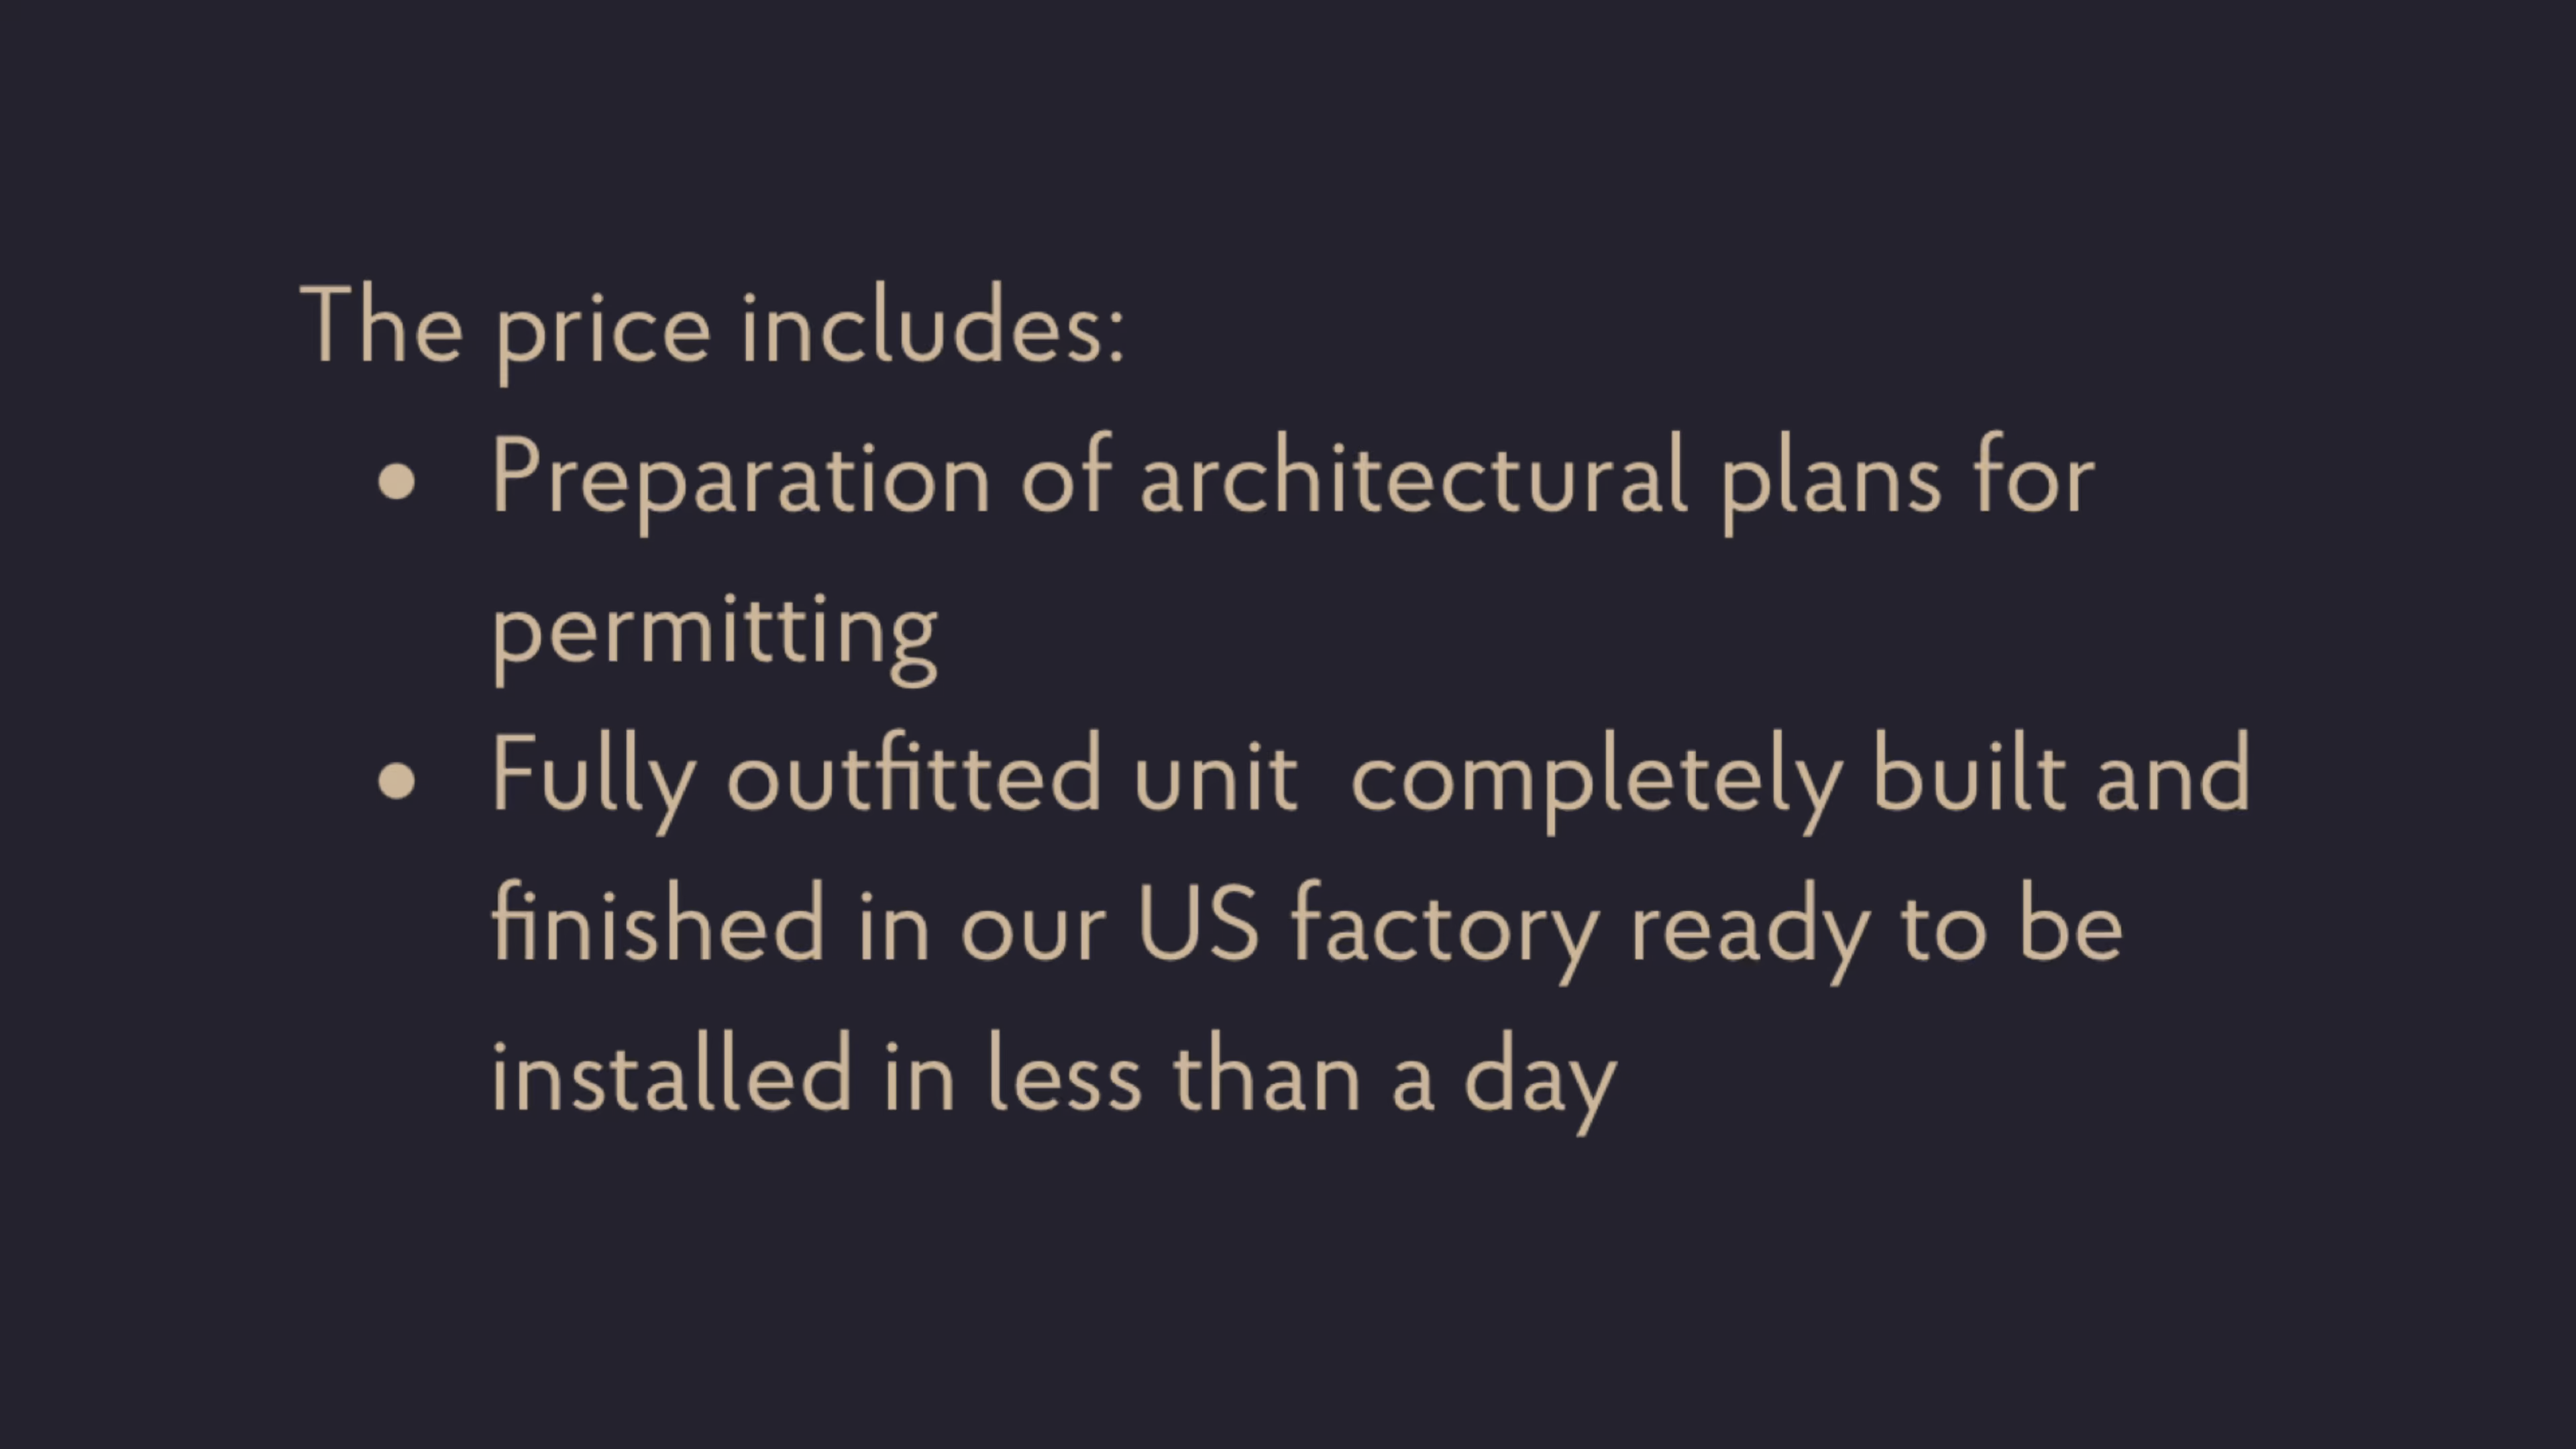 The price includes:
• Preparation of architectural plans for
permitting
• Fully outfitted unit  completely built and
finished in our US factory ready to be
installed in less than a day